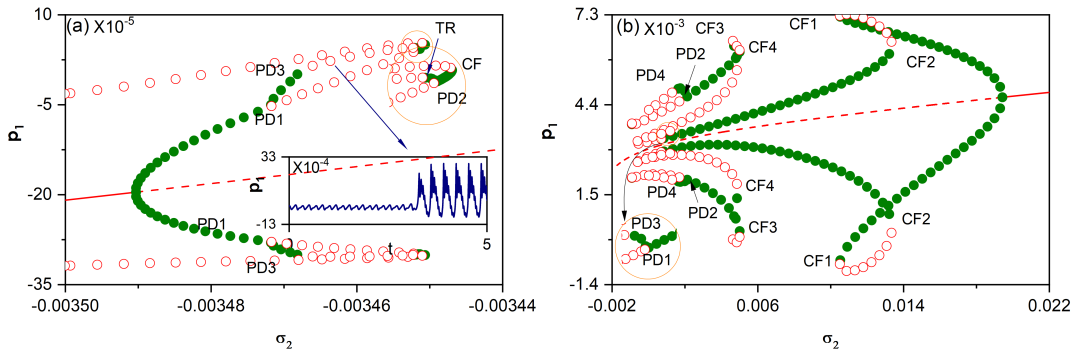 (a) X10-5
10
-5
-20
-35
p1
TR
PD3
CF
PD2
PD1
X10-4
33
p1
-13
t
5
PD1
PD3
-0.00350
-0.00348
-0.00346
-0.00344
σ2
(b) X10-3
7.3
4.4
1.5
-1.4
p1
CF1
CF3
CF4
CF2
PD2
PD4
PD4
PD2
CF4
PD3
CF3
CF2
PD1
CF1
-0.002
0.006
0.014
0.022
σ2